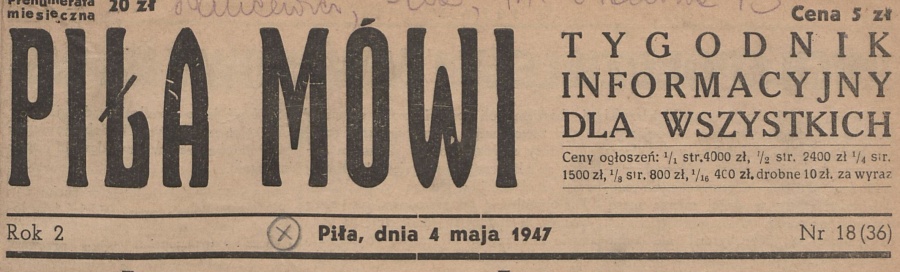 Prenumerata
miesięczna 20 zł
Cena 5 zł
PIŁA MÓWI
TYGODNIK
INFORMACYJNY
DLA WSZYSTKICH
Ceny ogłoszeń: 1/1 str.4000 zł, 1/2 str. 2400 zł 1/4 str.
1500 zł, 1/8 str. 800 zł, 1/16 400 zł. drobne 10 zł. za wyraz
Rok 2
Piła, dnia 4 maja 1947
Nr 18 (36)